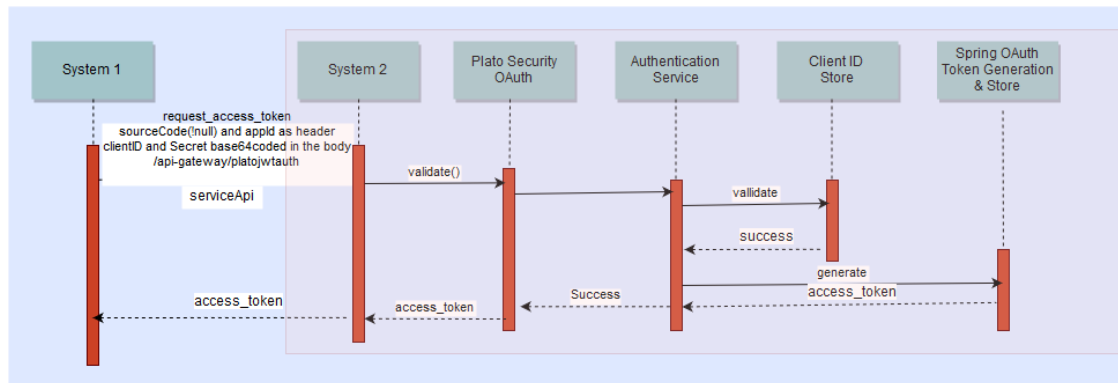 System 1
System 2
Plato Security
OAuth
Authentication
Service
Client ID
Store
Spring OAuth
Token Generation
& Store
request_access_token
sourceCode(!null) and appId as header
clientID and Secret base64coded in the body
/api-gateway/platojwtauth
serviceApi
validate()
vallidate
success
generate
access_token
Success
access_token
access_token